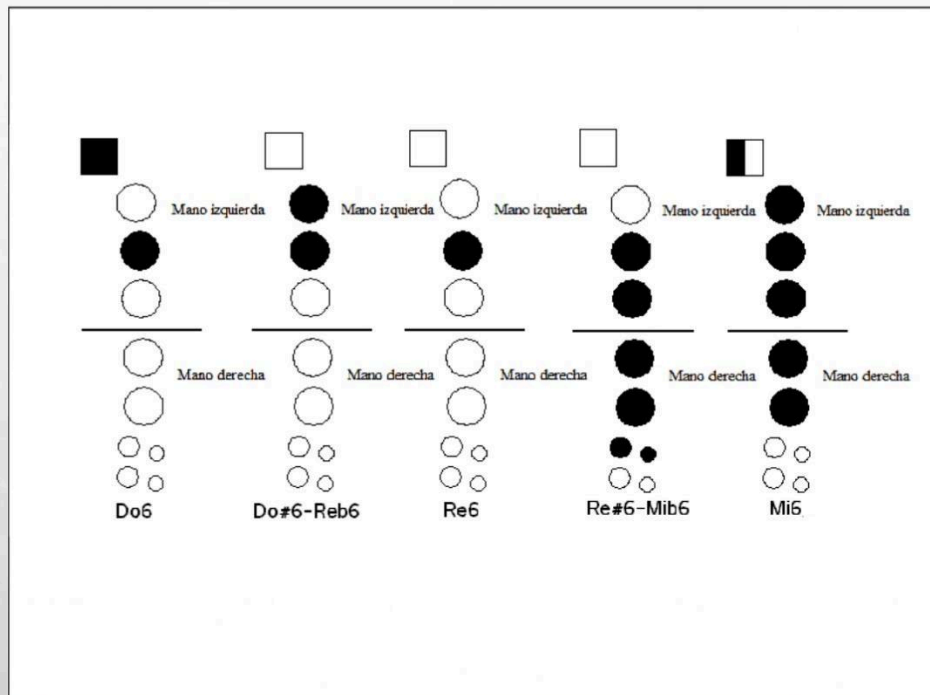 Mano izquierda
Mano izquierda
Mano izquierda
Mano izquierda
Mano izquierda
Mano derecha
Mano derecha
Mano derecha
Mano derecha
Mano derecha
Do6
Do#6-Reb6
Re6
Re#6-Mib6
Mi6